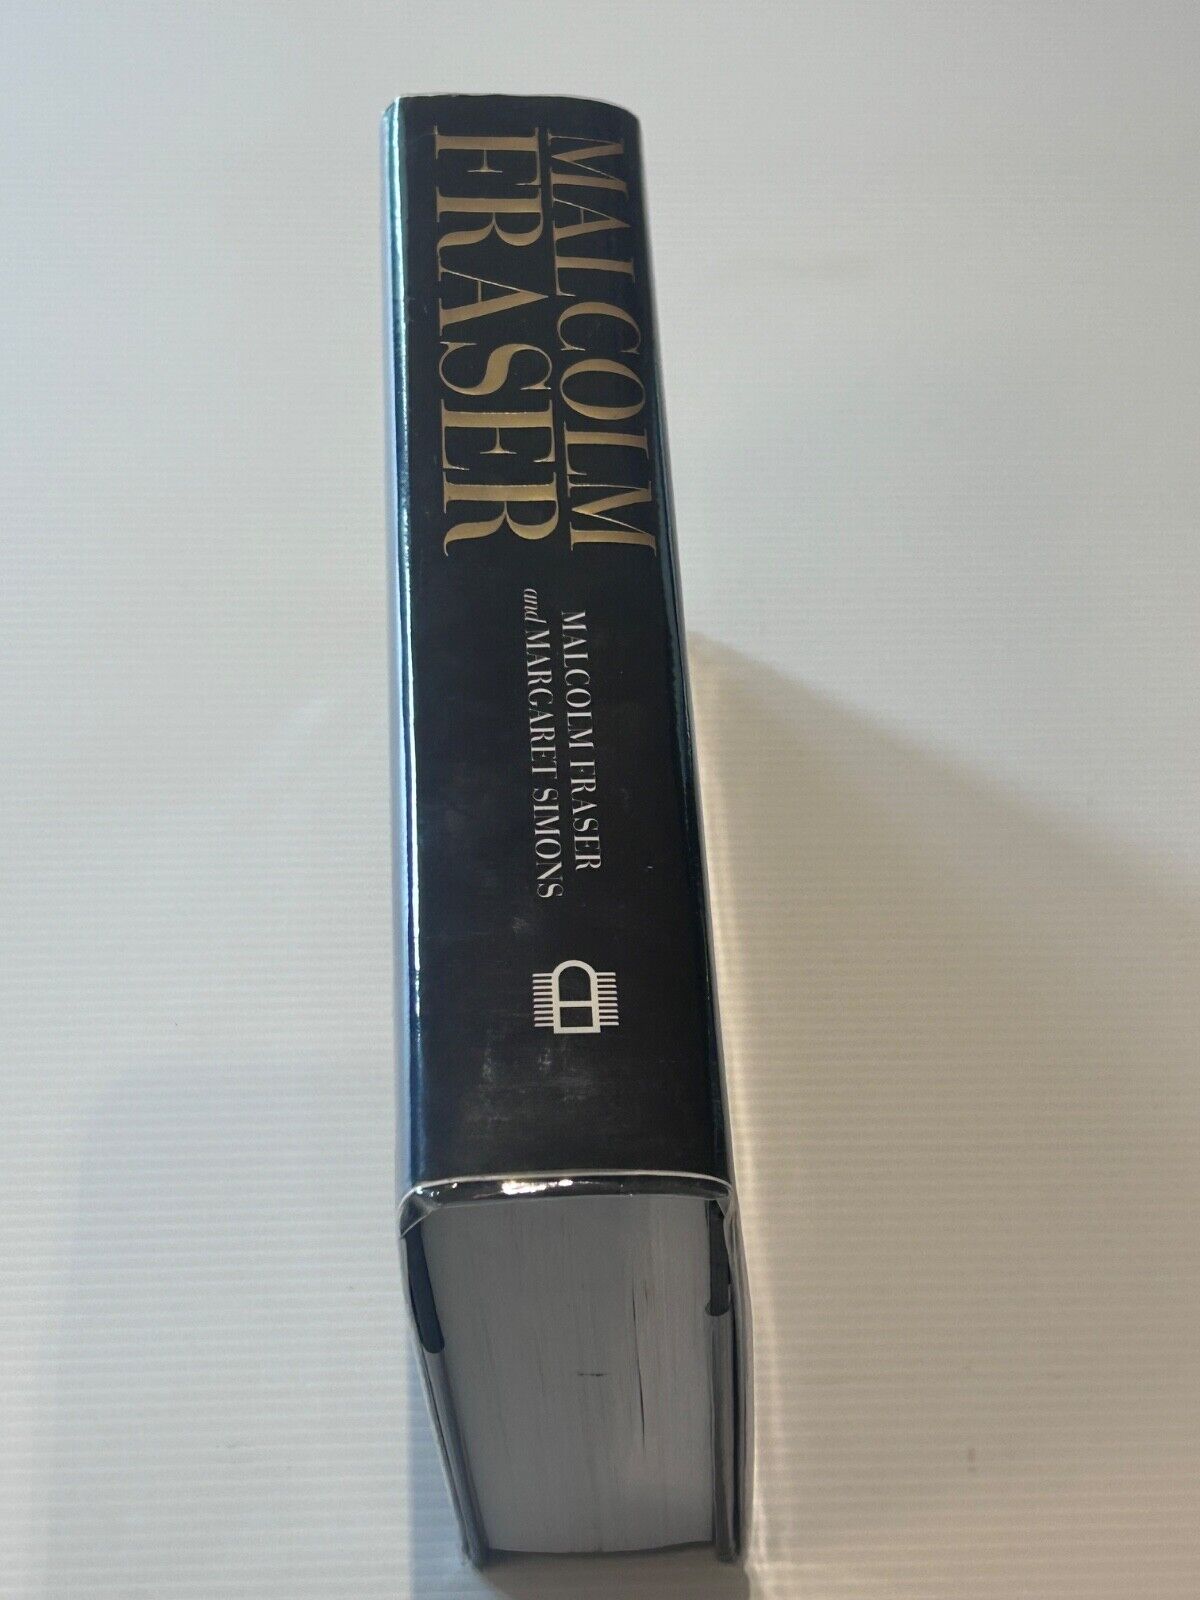 MALCOLM
FRASER
MALCOLM FRASER
and MARGARET SIMONS